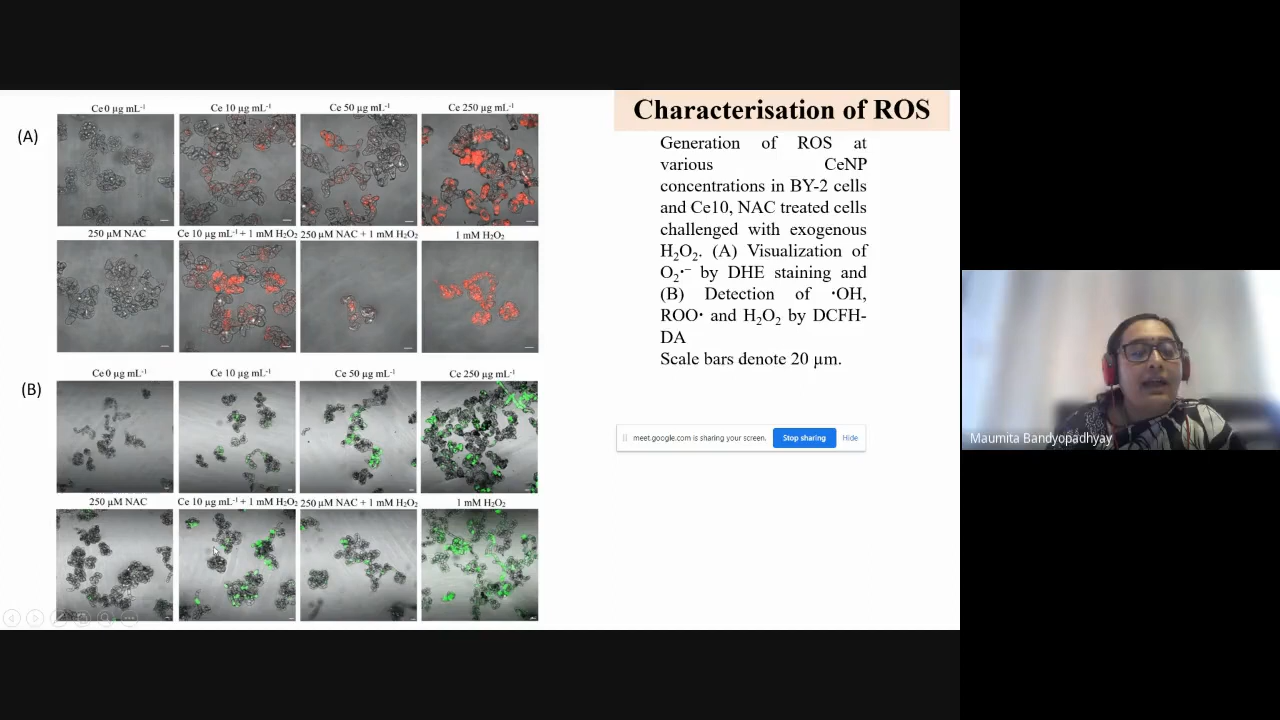 Characterisation of ROS
Generation of ROS at
various CeNP
concentrations in BY-2 cells
and Ce10, NAC treated cells
challenged with exogenous
H₂O₂. (A) Visualization of
O₂•⁻ by DHE staining and
(B) Detection of •OH,
ROO• and H₂O₂ by DCFH-
DA
Scale bars denote 20 µm.
(A)
Ce 0 µg mL⁻¹ Ce 10 µg mL⁻¹ Ce 50 µg mL⁻¹ Ce 250 µg mL⁻¹
250 µM NAC Ce 10 µg mL⁻¹ + 1 mM H₂O₂ 250 µM NAC + 1 mM H₂O₂ 1 mM H₂O₂
(B)
Ce 0 µg mL⁻¹ Ce 10 µg mL⁻¹ Ce 50 µg mL⁻¹ Ce 250 µg mL⁻¹
250 µM NAC Ce 10 µg mL⁻¹ + 1 mM H₂O₂ 250 µM NAC + 1 mM H₂O₂ 1 mM H₂O₂
meet.google.com is sharing your screen. Stop sharing Hide
Maumita Bandyopadhyay